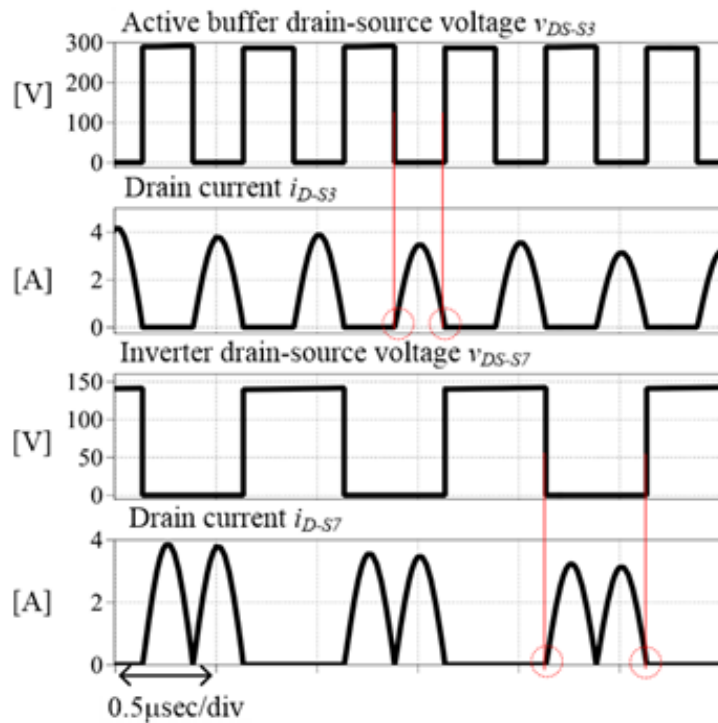 Active buffer drain-source voltage vDS-S3
300
[V]
200
100
0
Drain current iD-S3
4
[A]
2
0
Inverter drain-source voltage vDS-S7
150
[V]
100
50
0
Drain current iD-S7
4
[A]
2
0
0.5μsec/div